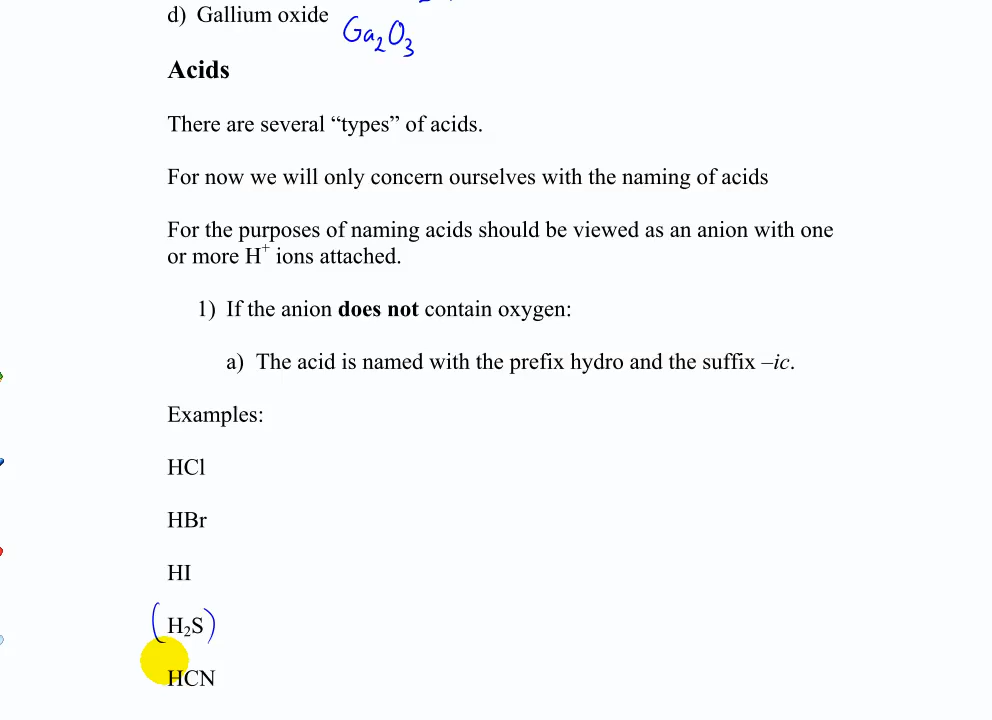 d) Gallium oxide Ga₂O₃
Acids
There are several “types” of acids.
For now we will only concern ourselves with the naming of acids
For the purposes of naming acids should be viewed as an anion with one
or more H⁺ ions attached.
1) If the anion does not contain oxygen:
a) The acid is named with the prefix hydro and the suffix –ic.
Examples:
HCl
HBr
HI
(H₂S)
HCN